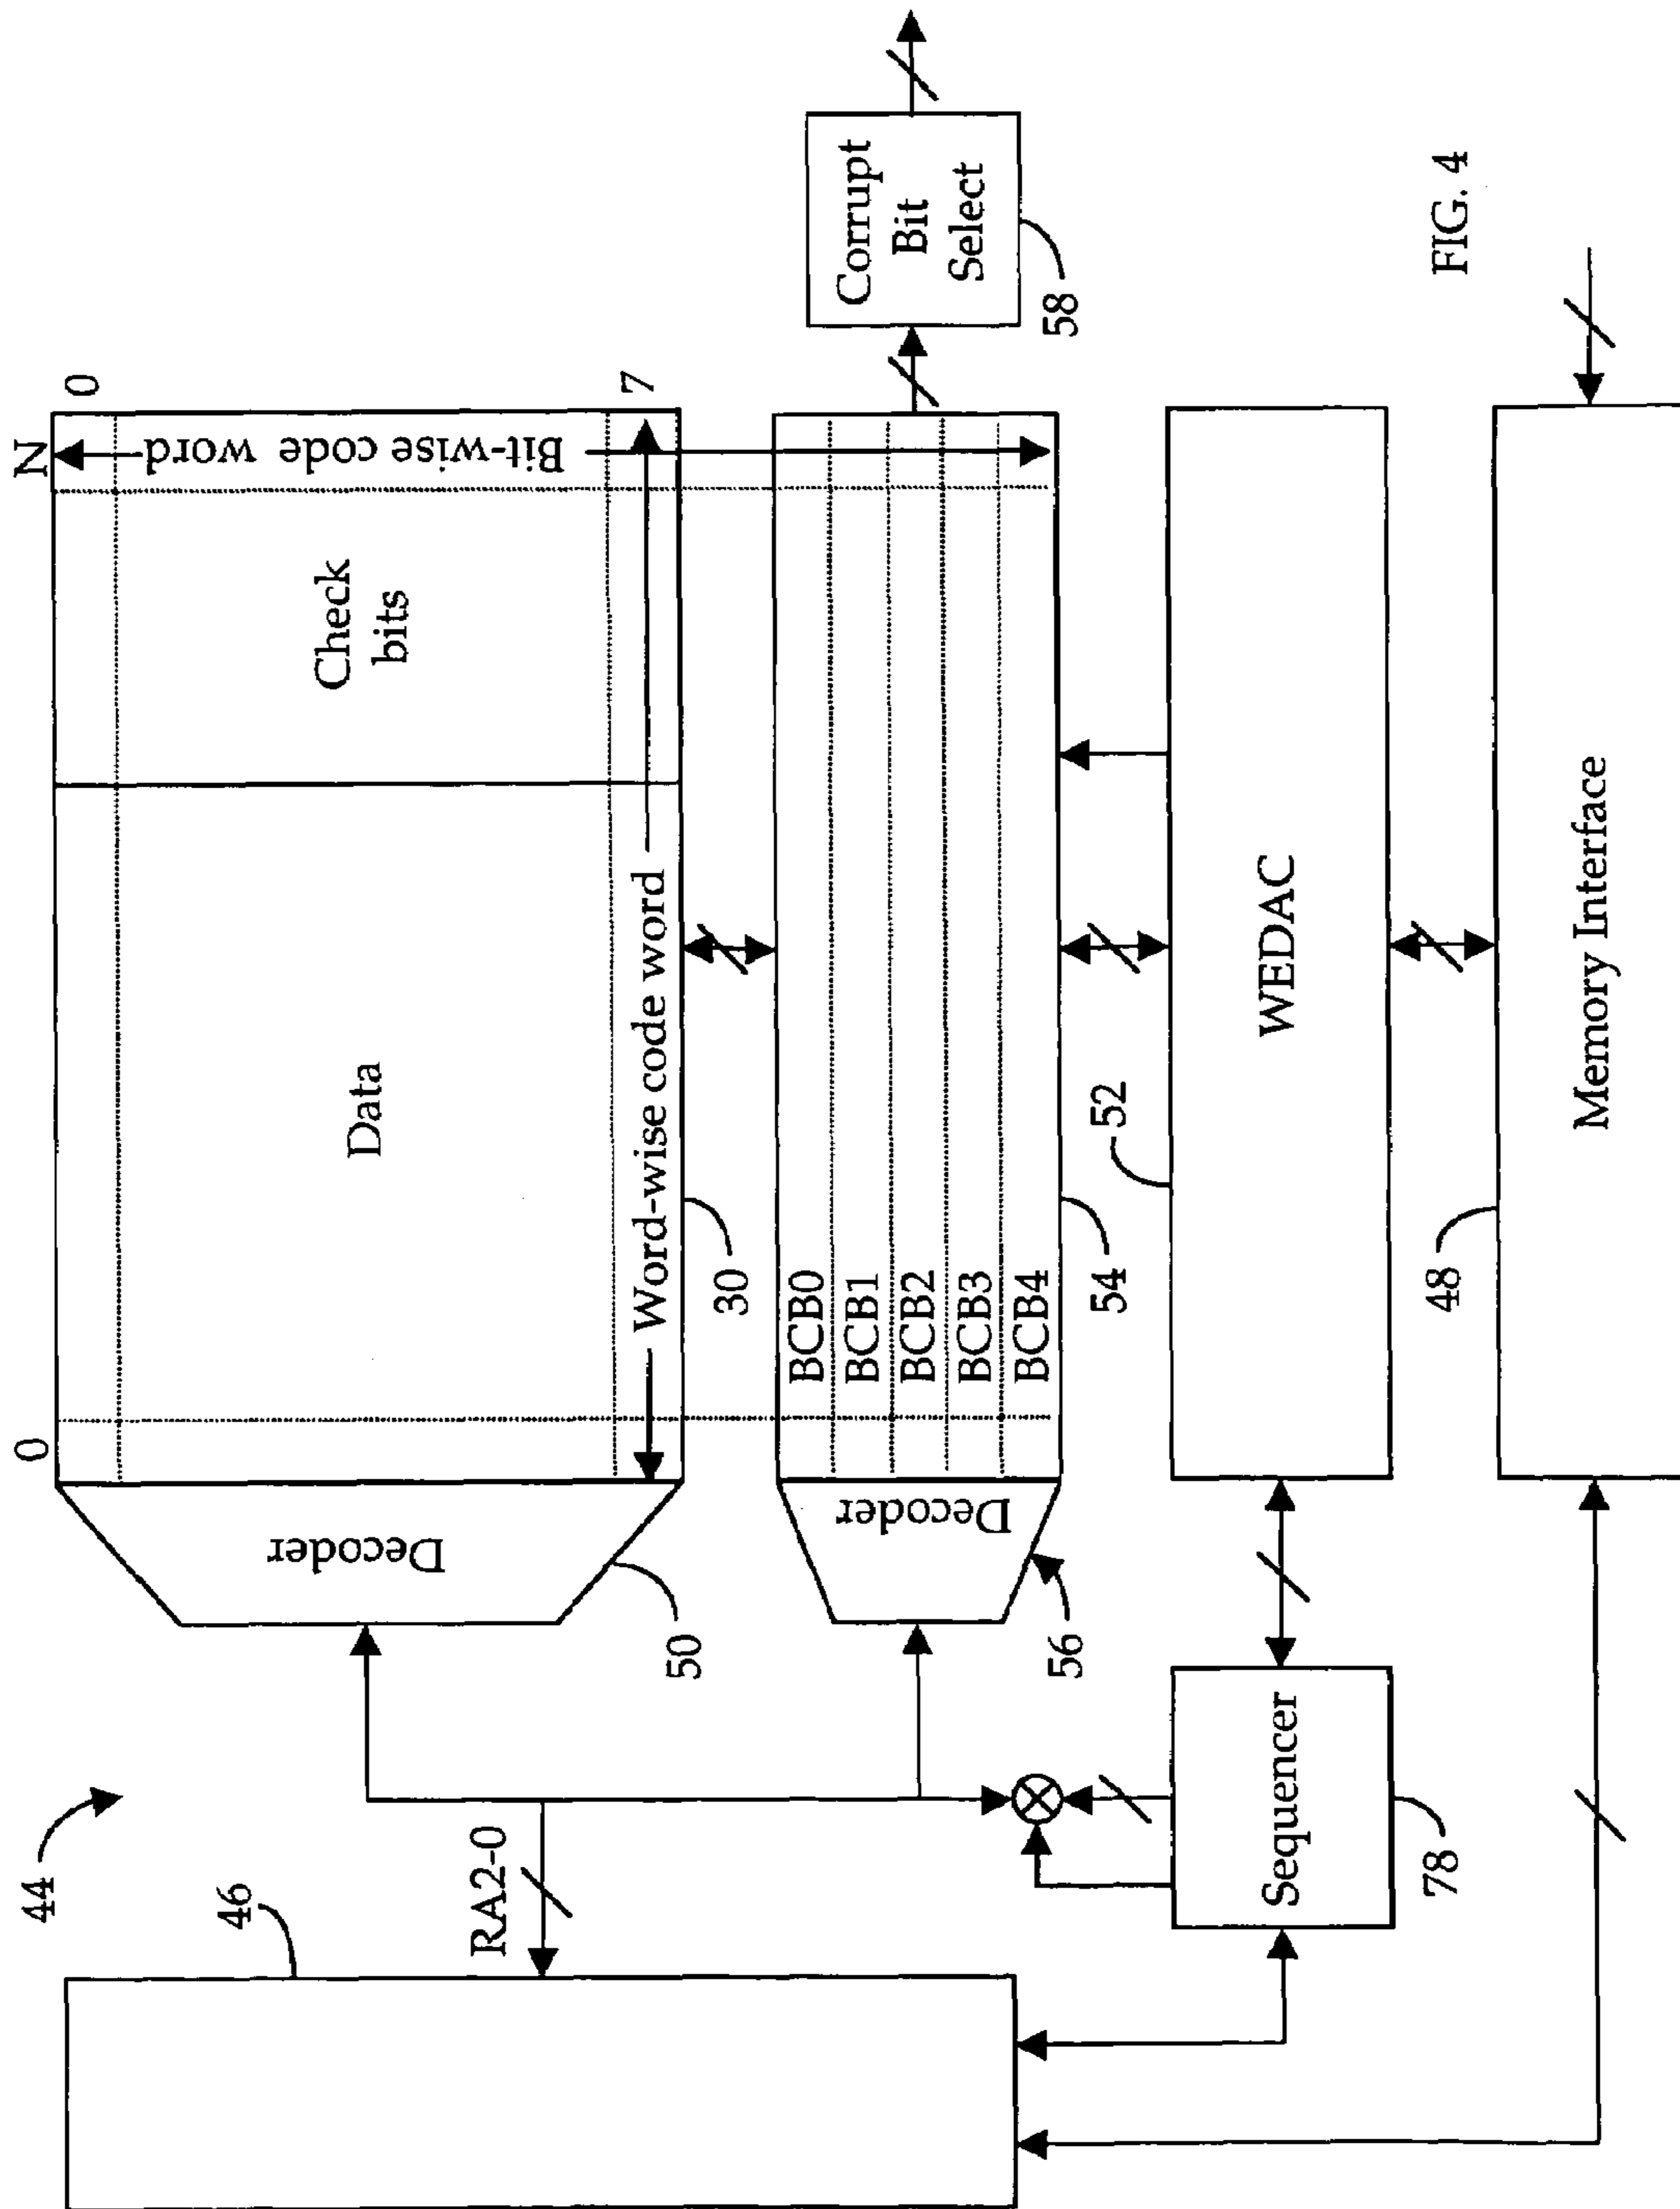 44
46
RA2-0
0
N
0
7
Decoder
50
Data
Check
bits
Bit-wise code word
Word-wise code word
30
Decoder
56
BCB0
BCB1
BCB2
BCB3
BCB4
54
Corrupt
Bit
Select
58
Sequencer
78
52
WEDAC
48
Memory Interface
FIG. 4